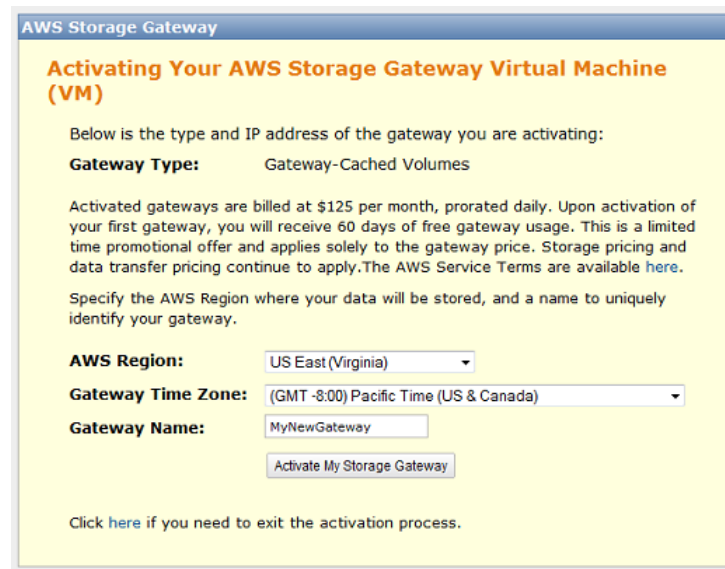 AWS Storage Gateway
Activating Your AWS Storage Gateway Virtual Machine
(VM)
Below is the type and IP address of the gateway you are activating:
Gateway Type: Gateway-Cached Volumes
Activated gateways are billed at $125 per month, prorated daily. Upon activation of
your first gateway, you will receive 60 days of free gateway usage. This is a limited
time promotional offer and applies solely to the gateway price. Storage pricing and
data transfer pricing continue to apply.The AWS Service Terms are available here.
Specify the AWS Region where your data will be stored, and a name to uniquely
identify your gateway.
AWS Region: US East (Virginia)
Gateway Time Zone: (GMT -8:00) Pacific Time (US & Canada)
Gateway Name: MyNewGateway
Activate My Storage Gateway
Click here if you need to exit the activation process.